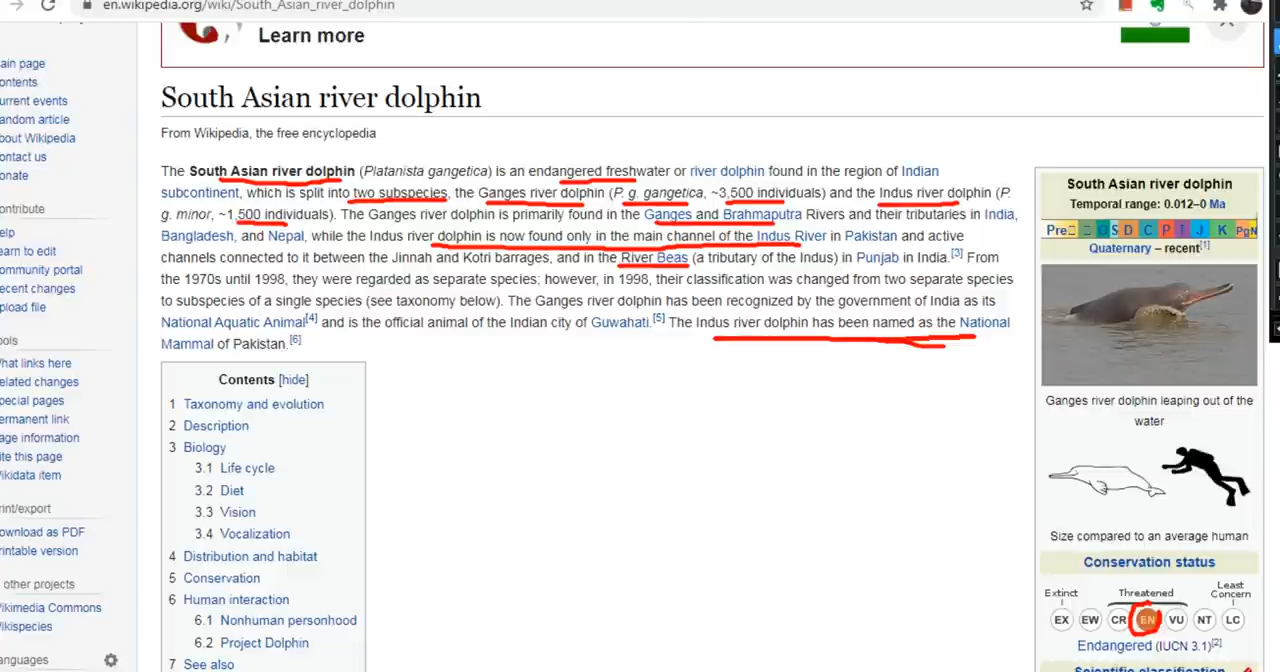 en.wikipedia.org/wiki/South_Asian_river_dolphin
Learn more
South Asian river dolphin
From Wikipedia, the free encyclopedia
The South Asian river dolphin (Platanista gangetica) is an endangered freshwater or river dolphin found in the region of Indian
subcontinent, which is split into two subspecies, the Ganges river dolphin (P. g. gangetica, ~3,500 individuals) and the Indus river dolphin (P.
g. minor, ~1,500 individuals). The Ganges river dolphin is primarily found in the Ganges and Brahmaputra Rivers and their tributaries in India,
Bangladesh, and Nepal, while the Indus river dolphin is now found only in the main channel of the Indus River in Pakistan and active
channels connected to it between the Jinnah and Kotri barrages, and in the River Beas (a tributary of the Indus) in Punjab in India.[3] From
the 1970s until 1998, they were regarded as separate species; however, in 1998, their classification was changed from two separate species
to subspecies of a single species (see taxonomy below). The Ganges river dolphin has been recognized by the government of India as its
National Aquatic Animal[4] and is the official animal of the Indian city of Guwahati.[5] The Indus river dolphin has been named as the National
Mammal of Pakistan.[6]
Contents [hide]
1 Taxonomy and evolution
2 Description
3 Biology
3.1 Life cycle
3.2 Diet
3.3 Vision
3.4 Vocalization
4 Distribution and habitat
5 Conservation
6 Human interaction
6.1 Nonhuman personhood
6.2 Project Dolphin
7 See also
ain page
ontents
urrent events
andom article
bout Wikipedia
ontact us
onate
ontribute
elp
earn to edit
ommunity portal
ecent changes
pload file
ools
hat links here
elated changes
pecial pages
ermanent link
age information
ite this page
ikidata item
rint/export
ownload as PDF
rintable version
other projects
ikimedia Commons
ikispecies
anguages
South Asian river dolphin
Temporal range: 0.012–0 Ma
Pre O S D C P T J K PgN
Quaternary – recent[1]
Ganges river dolphin leaping out of the
water
Size compared to an average human
Conservation status
Extinct Threatened Least Concern
EX EW CR EN VU NT LC
Endangered (IUCN 3.1)[2]
Scientific classification